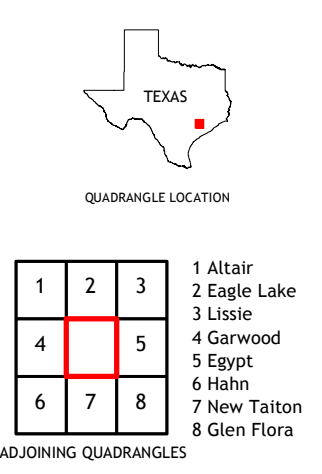 TEXAS
QUADRANGLE LOCATION
1 2 3
4 5
6 7 8
1 Altair
2 Eagle Lake
3 Lissie
4 Garwood
5 Egypt
6 Hahn
7 New Taiton
8 Glen Flora
ADJOINING QUADRANGLES